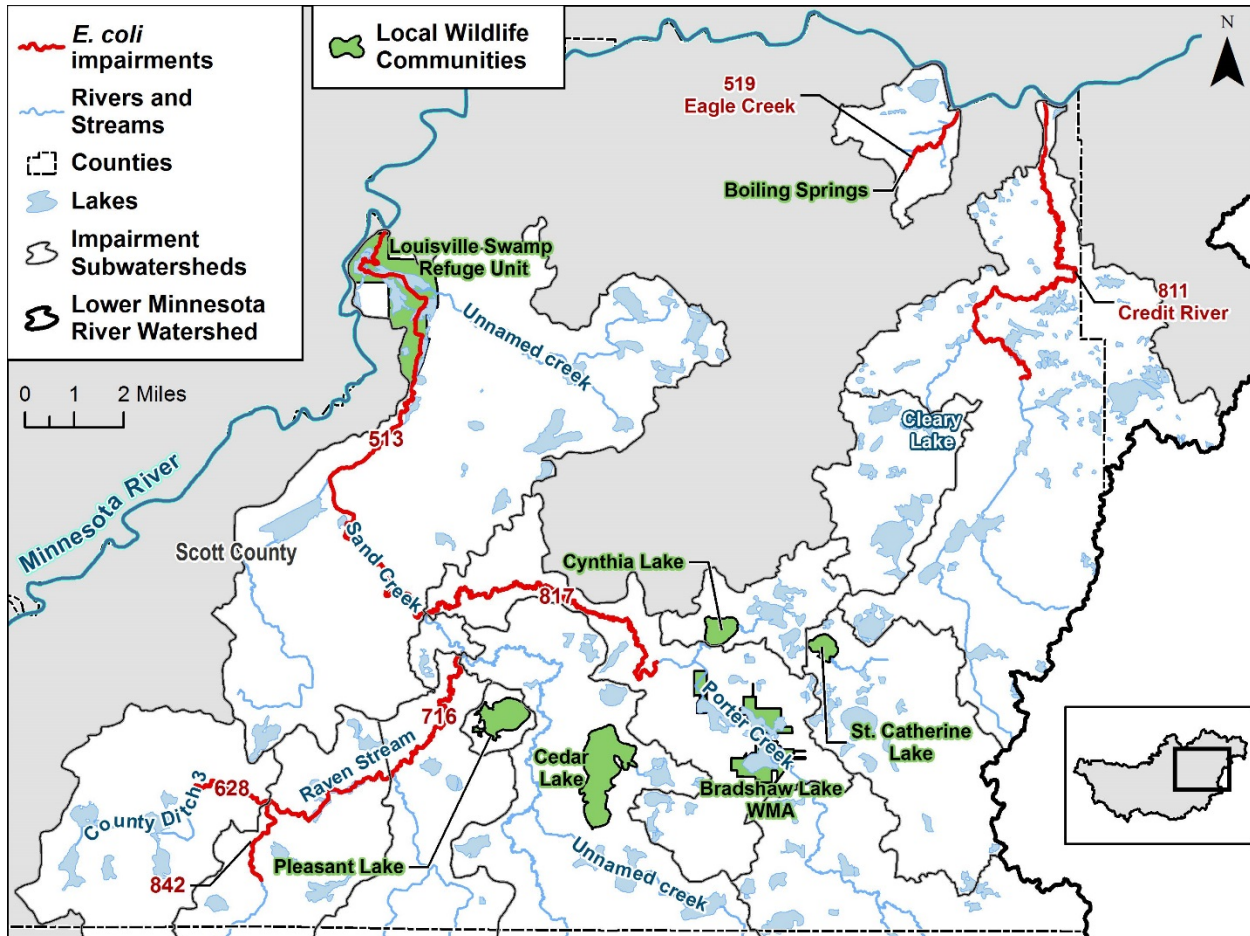 E. coli
impairments
Rivers and
Streams
Counties
Lakes
Impairment
Subwatersheds
Lower Minnesota
River Watershed
Local Wildlife
Communities
N
0 1 2 Miles
519
Eagle Creek
Boiling Springs
Louisville Swamp
Refuge Unit
Unnamed creek
811
Credit River
513
Cleary
Lake
Minnesota River
Scott County
Sand Creek
Cynthia Lake
817
716
Raven Stream
Porter Creek
St. Catherine
Lake
Cedar
Lake
Bradshaw Lake
WMA
628
County Ditch 3
842
Pleasant Lake
Unnamed creek